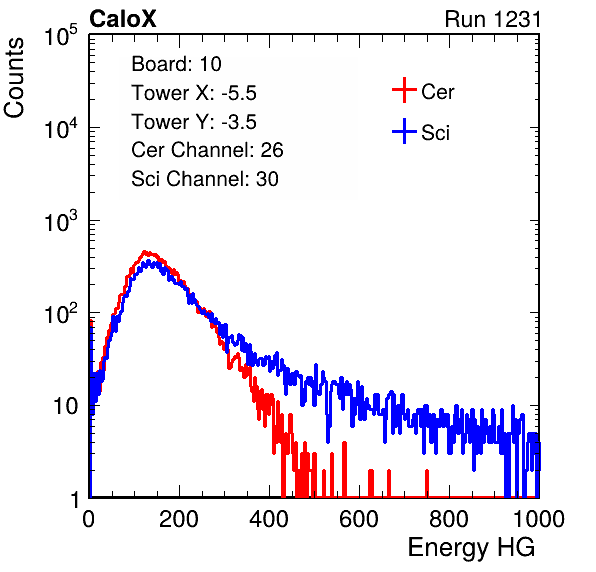 CaloX Run 1231
Counts
10^5
Board: 10
Tower X: -5.5
Tower Y: -3.5
Cer Channel: 26
Sci Channel: 30
Cer
Sci
10^4
10^3
10^2
10
1
0 200 400 600 800 1000
Energy HG